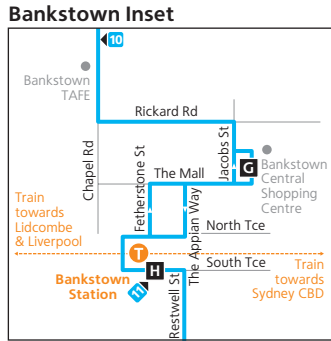 Bankstown Inset
10
Bankstown
TAFE
Rickard Rd
Chapel Rd
Fetherstone St
Jacobs St
The Mall
G
Bankstown
Central
Shopping
Centre
The Appian Way
Train
towards
Lidcombe
& Liverpool
North Tce
T
H
South Tce
Bankstown
Station
11
Restwell St
Train
towards
Sydney CBD